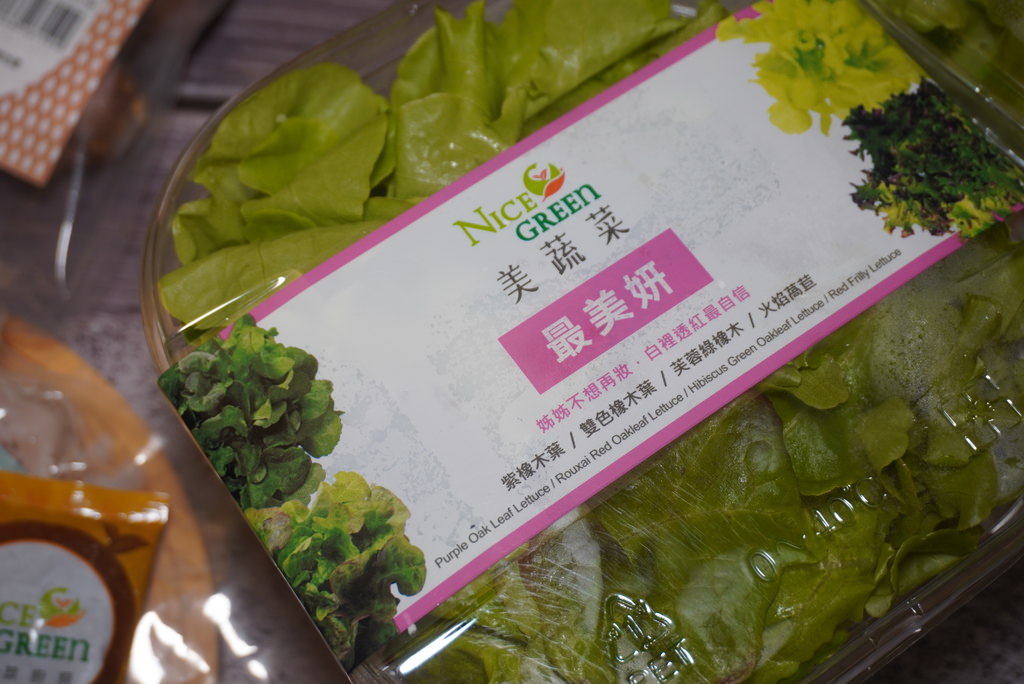 NICE
GREEN
美蔬菜
最美妍
姊姊不想再妝．白裡透紅最自信
紫橡木葉 / 雙色橡木葉 / 芙蓉綠橡木 / 火焰萵苣
Purple Oak Leaf Lettuce / Rouxai Red Oakleaf Lettuce / Hibiscus Green Oakleaf Lettuce / Red Frilly Lettuce
100
CE
GREEN